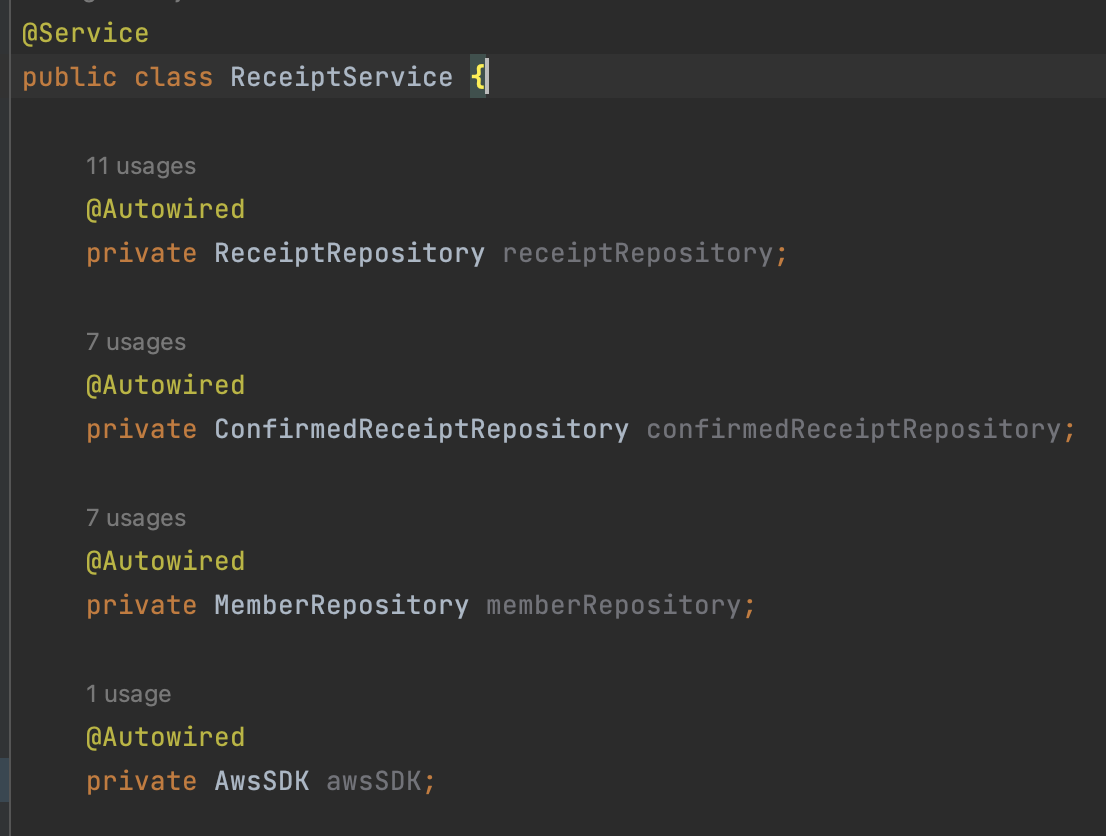 @Service
public class ReceiptService {
11 usages
@Autowired
private ReceiptRepository receiptRepository;
7 usages
@Autowired
private ConfirmedReceiptRepository confirmedReceiptRepository;
7 usages
@Autowired
private MemberRepository memberRepository;
1 usage
@Autowired
private AwsSDK awsSDK;